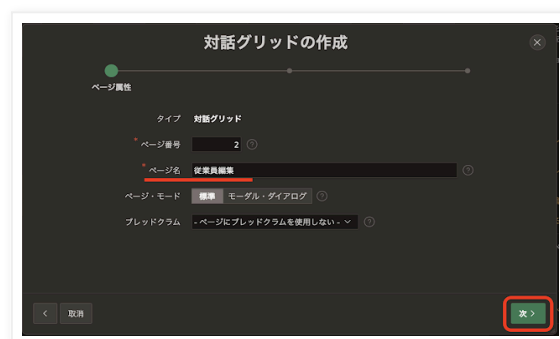 対話グリッドの作成
ページ属性
タイプ 対話グリッド
* ページ番号 2
* ページ名 従業員編集
ページ・モード 標準 モーダル・ダイアログ
ブレッドクラム - ページにブレッドクラムを使用しない -
取消 次